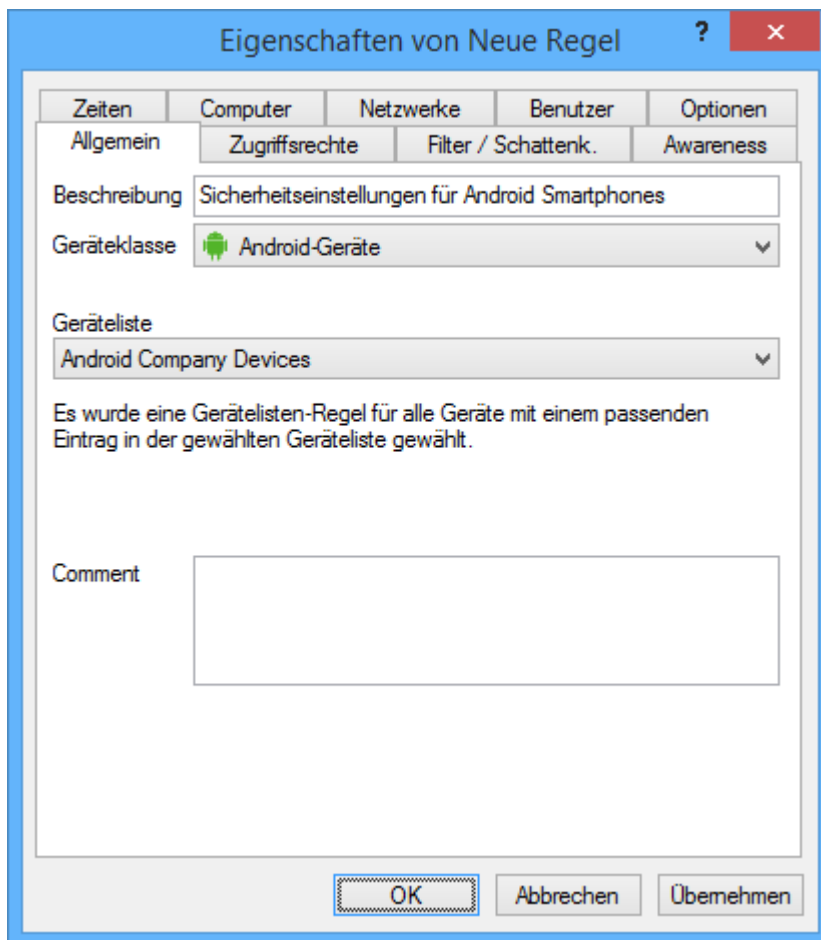 Eigenschaften von Neue Regel ? ×
Zeiten Computer Netzwerke Benutzer Optionen
Allgemein Zugriffsrechte Filter / Schattenk. Awareness
Beschreibung Sicherheitseinstellungen für Android Smartphones
Geräteklasse Android-Geräte
Geräteliste
Android Company Devices
Es wurde eine Gerätelisten-Regel für alle Geräte mit einem passenden
Eintrag in der gewählten Geräteliste gewählt.
Comment
OK Abbrechen Übernehmen